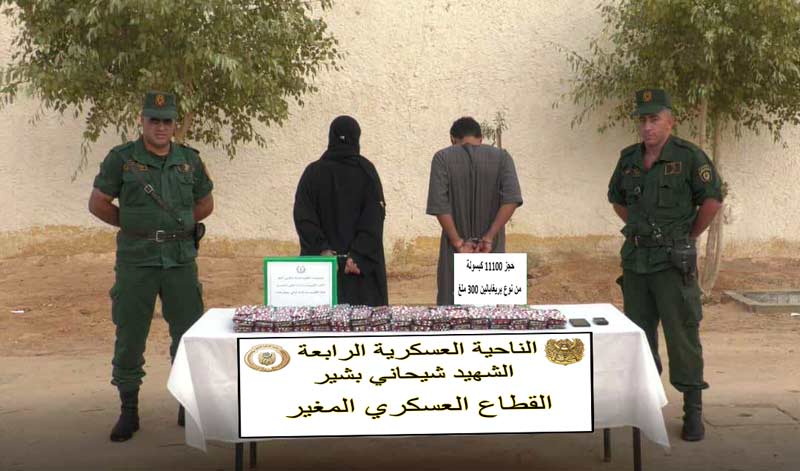 حجز 11100 كبسولة
من نوع بريغابالين 300 ملغ
الناحية العسكرية الرابعة
الشهيد شيحاني بشير
القطاع العسكري المغير